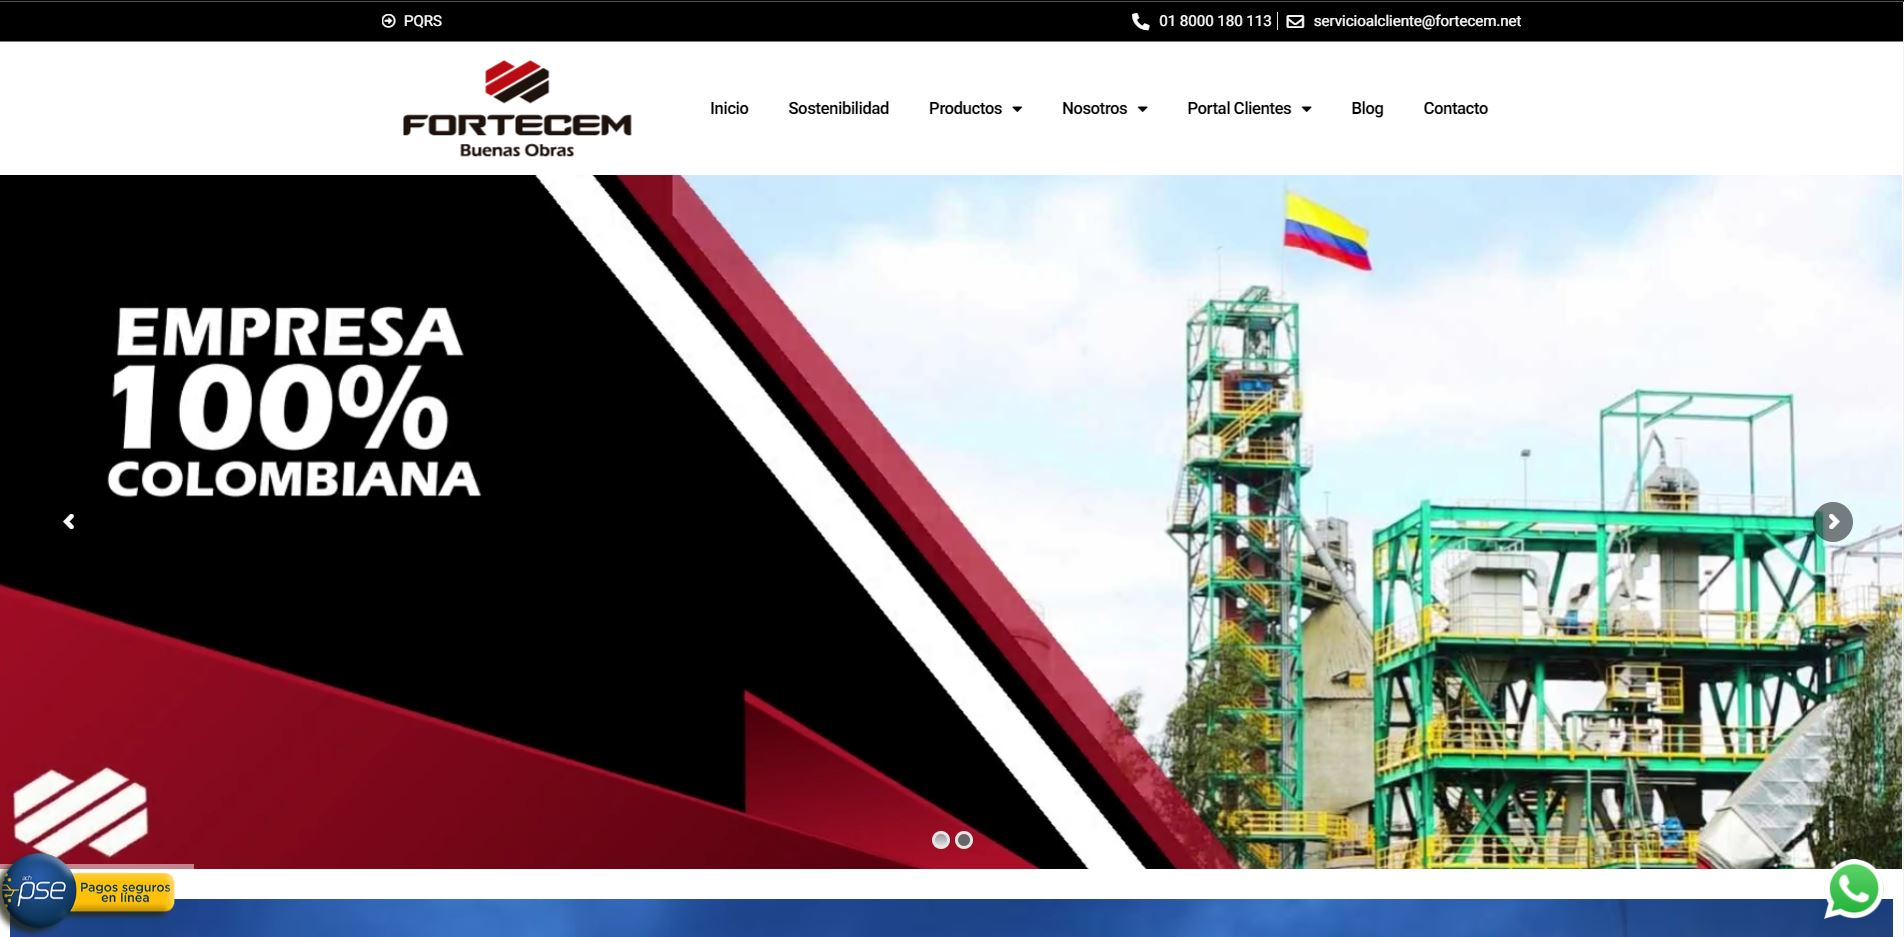 PQRS
01 8000 180 113
servicioalcliente@fortecem.net
FORTECEM
Buenas Obras
Inicio
Sostenibilidad
Productos
Nosotros
Portal Clientes
Blog
Contacto
EMPRESA
100%
COLOMBIANA
ach
pse
Pagos seguros
en línea